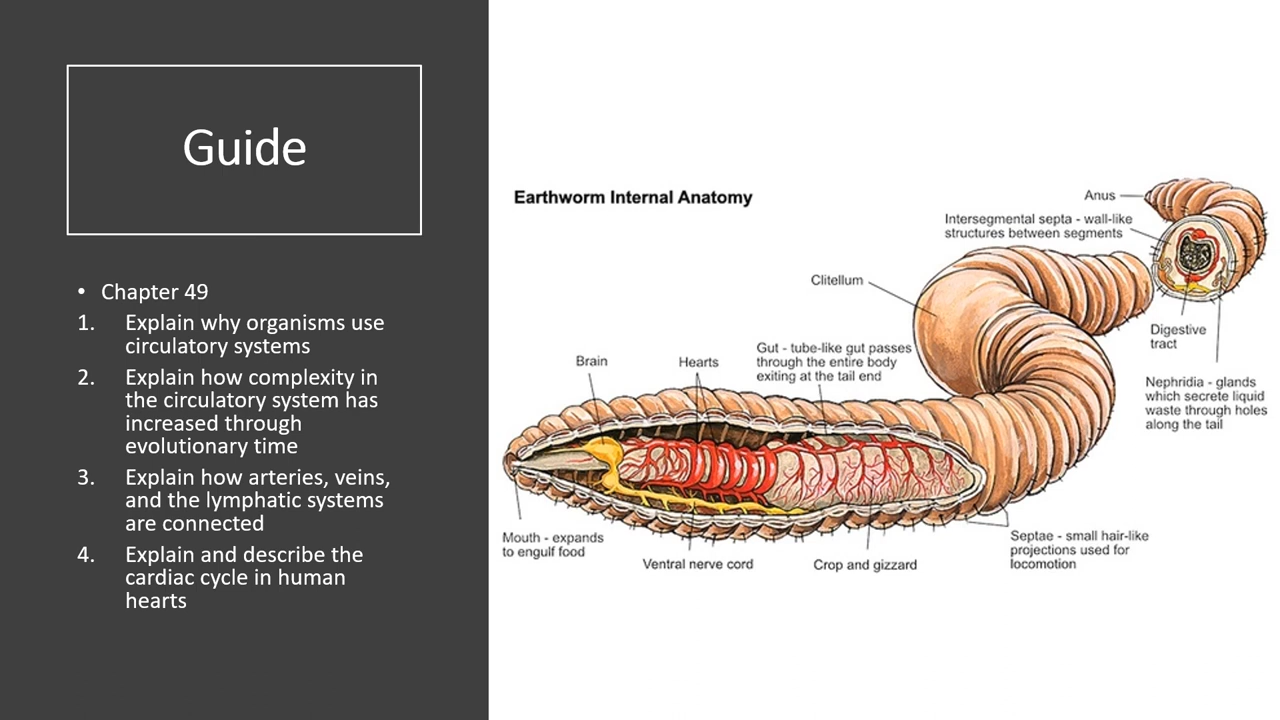 Guide
• Chapter 49
1. Explain why organisms use
circulatory systems
2. Explain how complexity in
the circulatory system has
increased through
evolutionary time
3. Explain how arteries, veins,
and the lymphatic systems
are connected
4. Explain and describe the
cardiac cycle in human
hearts
Earthworm Internal Anatomy
Anus
Intersegmental septa - wall-like
structures between segments
Clitellum
Digestive
tract
Gut - tube-like gut passes
through the entire body
exiting at the tail end
Brain
Hearts
Nephridia - glands
which secrete liquid
waste through holes
along the tail
Mouth - expands
to engulf food
Ventral nerve cord
Crop and gizzard
Septae - small hair-like
projections used for
locomotion